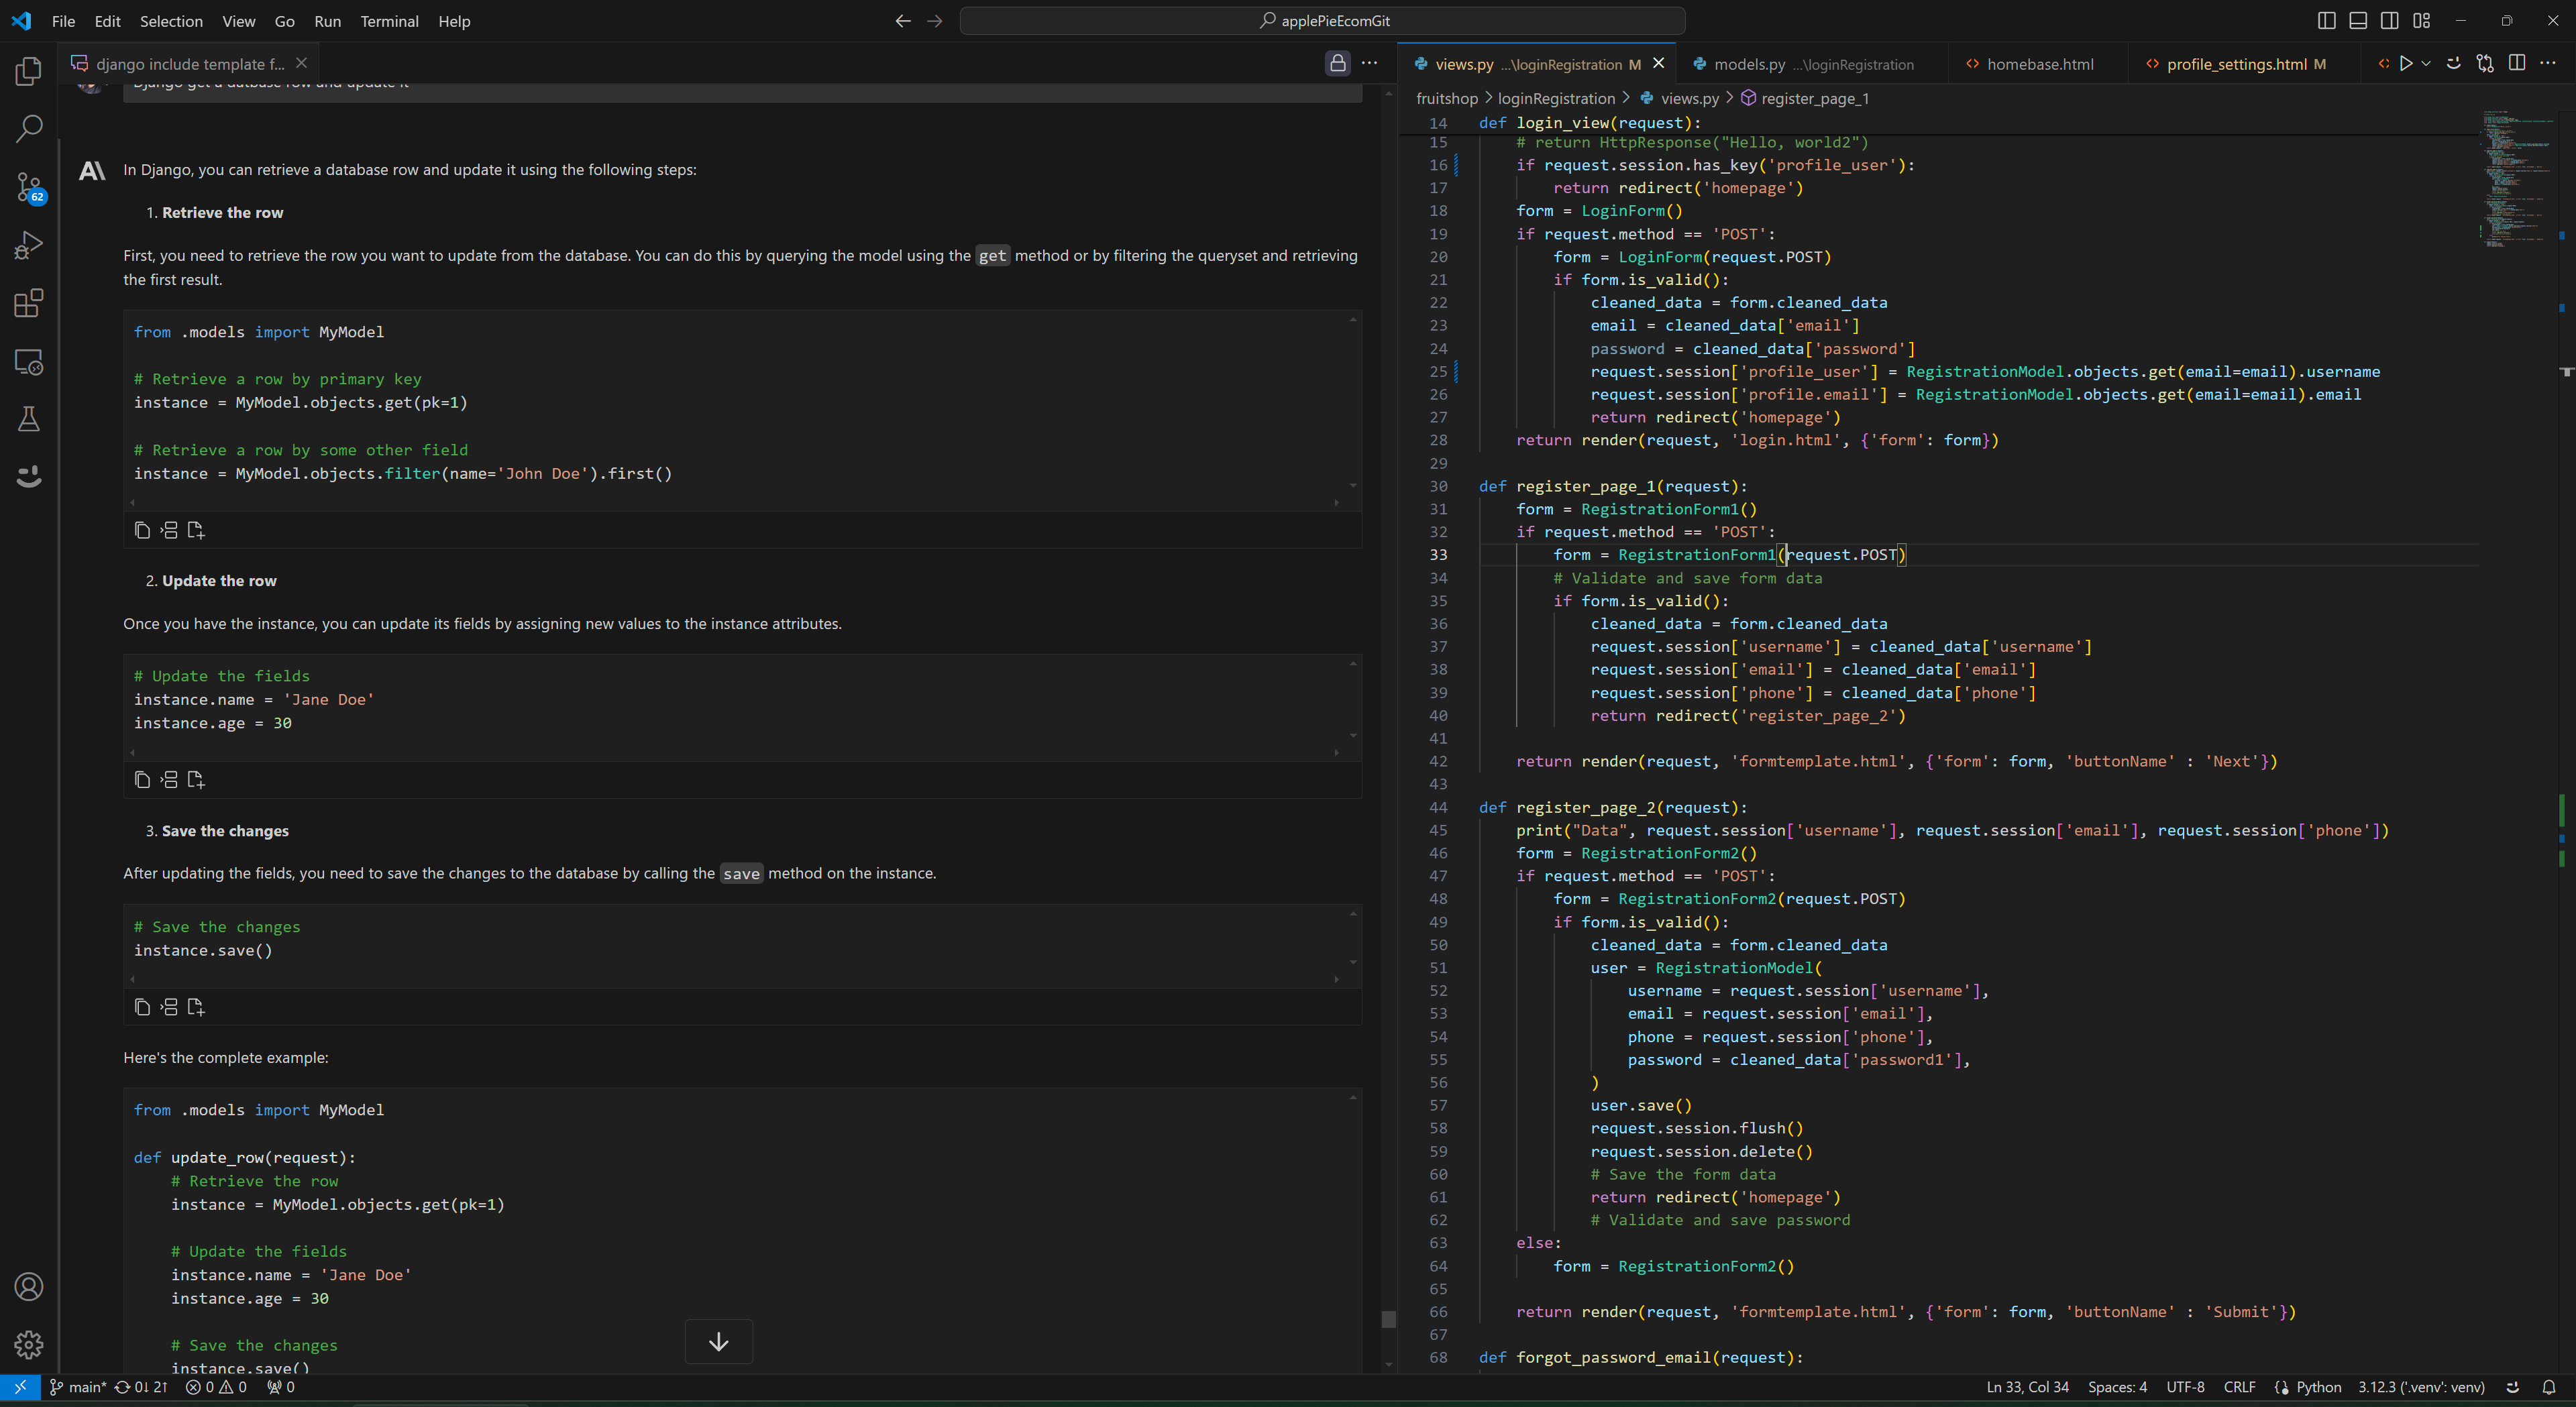 File Edit Selection View Go Run Terminal Help
applePieEcomGit
django include template f...
Django get a datbase row and update it
In Django, you can retrieve a database row and update it using the following steps:
1. Retrieve the row
First, you need to retrieve the row you want to update from the database. You can do this by querying the model using the get method or by filtering the queryset and retrieving
the first result.
from .models import MyModel
# Retrieve a row by primary key
instance = MyModel.objects.get(pk=1)
# Retrieve a row by some other field
instance = MyModel.objects.filter(name='John Doe').first()
2. Update the row
Once you have the instance, you can update its fields by assigning new values to the instance attributes.
# Update the fields
instance.name = 'Jane Doe'
instance.age = 30
3. Save the changes
After updating the fields, you need to save the changes to the database by calling the save method on the instance.
# Save the changes
instance.save()
Here's the complete example:
from .models import MyModel
def update_row(request):
    # Retrieve the row
    instance = MyModel.objects.get(pk=1)
    # Update the fields
    instance.name = 'Jane Doe'
    instance.age = 30
    # Save the changes
    instance.save()
62
views.py ...\loginRegistration M
models.py ...\loginRegistration
homebase.html
profile_settings.html M
fruitshop > loginRegistration > views.py > register_page_1
14 def login_view(request):
15     # return HttpResponse("Hello, world2")
16     if request.session.has_key('profile_user'):
17         return redirect('homepage')
18     form = LoginForm()
19     if request.method == 'POST':
20         form = LoginForm(request.POST)
21         if form.is_valid():
22             cleaned_data = form.cleaned_data
23             email = cleaned_data['email']
24             password = cleaned_data['password']
25             request.session['profile_user'] = RegistrationModel.objects.get(email=email).username
26             request.session['profile.email'] = RegistrationModel.objects.get(email=email).email
27             return redirect('homepage')
28     return render(request, 'login.html', {'form': form})
29
30 def register_page_1(request):
31     form = RegistrationForm1()
32     if request.method == 'POST':
33         form = RegistrationForm1(request.POST)
34         # Validate and save form data
35         if form.is_valid():
36             cleaned_data = form.cleaned_data
37             request.session['username'] = cleaned_data['username']
38             request.session['email'] = cleaned_data['email']
39             request.session['phone'] = cleaned_data['phone']
40             return redirect('register_page_2')
41
42     return render(request, 'formtemplate.html', {'form': form, 'buttonName' : 'Next'})
43
44 def register_page_2(request):
45     print("Data", request.session['username'], request.session['email'], request.session['phone'])
46     form = RegistrationForm2()
47     if request.method == 'POST':
48         form = RegistrationForm2(request.POST)
49         if form.is_valid():
50             cleaned_data = form.cleaned_data
51             user = RegistrationModel(
52                 username = request.session['username'],
53                 email = request.session['email'],
54                 phone = request.session['phone'],
55                 password = cleaned_data['password1'],
56             )
57             user.save()
58             request.session.flush()
59             request.session.delete()
60             # Save the form data
61             return redirect('homepage')
62             # Validate and save password
63     else:
64         form = RegistrationForm2()
65
66     return render(request, 'formtemplate.html', {'form': form, 'buttonName' : 'Submit'})
67
68 def forgot_password_email(request):
main* 0↓ 2↑ 0 0 0
Ln 33, Col 34 Spaces: 4 UTF-8 CRLF Python 3.12.3 ('.venv': venv)